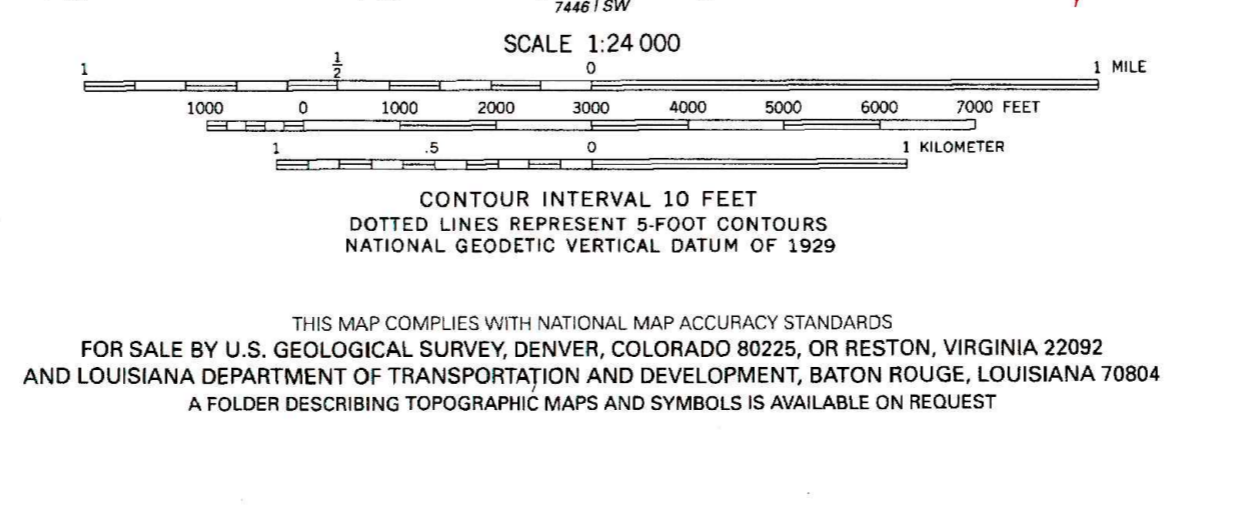 7446 I SW
SCALE 1:24 000
1 1/2 0 1 MILE
1000 0 1000 2000 3000 4000 5000 6000 7000 FEET
1 .5 0 1 KILOMETER
CONTOUR INTERVAL 10 FEET
DOTTED LINES REPRESENT 5-FOOT CONTOURS
NATIONAL GEODETIC VERTICAL DATUM OF 1929
THIS MAP COMPLIES WITH NATIONAL MAP ACCURACY STANDARDS
FOR SALE BY U.S. GEOLOGICAL SURVEY, DENVER, COLORADO 80225, OR RESTON, VIRGINIA 22092
AND LOUISIANA DEPARTMENT OF TRANSPORTATION AND DEVELOPMENT, BATON ROUGE, LOUISIANA 70804
A FOLDER DESCRIBING TOPOGRAPHIC MAPS AND SYMBOLS IS AVAILABLE ON REQUEST